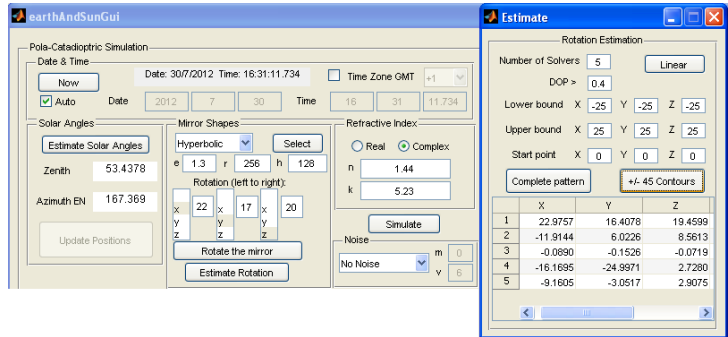 earthAndSunGui
Pola-Catadioptric Simulation
Date & Time
Now
Date: 30/7/2012 Time: 16:31:11.734
Time Zone GMT
+1
Auto
Date
2012
7
30
Time
16
31
11.734
Solar Angles
Estimate Solar Angles
Zenith
53.4378
Azimuth EN
167.369
Update Positions
Mirror Shapes
Hyperbolic
Select
e
1.3
r
256
h
128
Rotation (left to right):
x
y
z
22
x
y
z
17
x
y
z
20
Rotate the mirror
Estimate Rotation
Refractive Index
Real
Complex
n
1.44
k
5.23
Simulate
Noise
No Noise
m
0
v
6
Estimate
Rotation Estimation
Number of Solvers
5
Linear
DOP >
0.4
Lower bound X -25 Y -25 Z -25
Upper bound X 25 Y 25 Z 25
Start point X 0 Y 0 Z 0
Complete pattern
+/- 45 Contours
X Y Z
1 22.9757 16.4078 19.4599
2 -11.9144 6.0226 8.5613
3 -0.0890 -0.1526 -0.0719
4 -16.1695 -24.9971 2.7280
5 -9.1605 -3.0517 2.9075